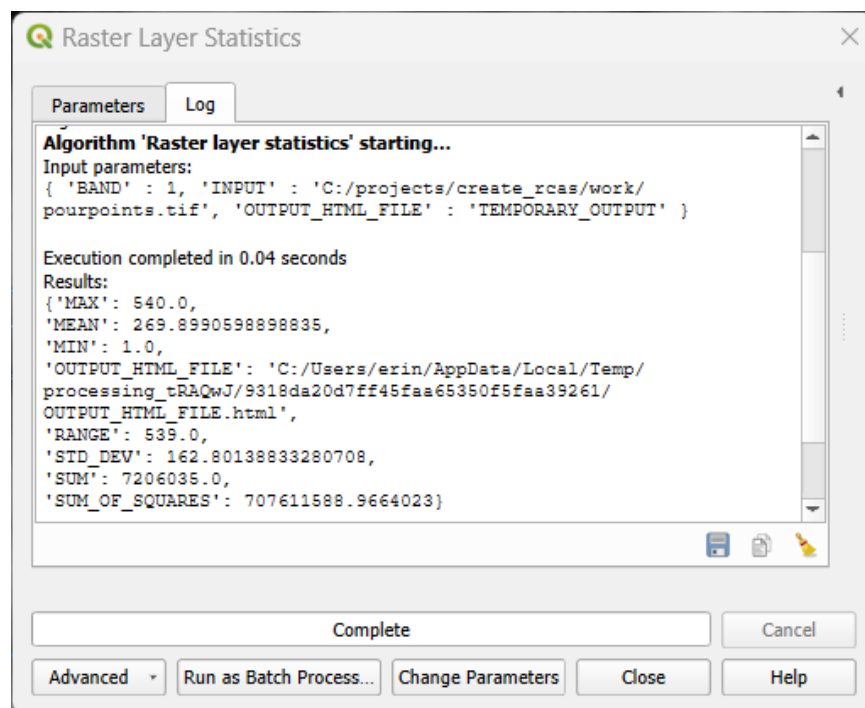 Raster Layer Statistics
Parameters
Log
Algorithm 'Raster layer statistics' starting...
Input parameters:
{ 'BAND' : 1, 'INPUT' : 'C:/projects/create_rcas/work/
pourpoints.tif', 'OUTPUT_HTML_FILE' : 'TEMPORARY_OUTPUT' }
Execution completed in 0.04 seconds
Results:
{'MAX': 540.0,
'MEAN': 269.8990598898835,
'MIN': 1.0,
'OUTPUT_HTML_FILE': 'C:/Users/erin/AppData/Local/Temp/
processing_tRAQwJ/9318da20d7ff45faa65350f5faa39261/
OUTPUT_HTML_FILE.html',
'RANGE': 539.0,
'STD_DEV': 162.80138833280708,
'SUM': 7206035.0,
'SUM_OF_SQUARES': 707611588.9664023}
Complete
Cancel
Advanced
Run as Batch Process...
Change Parameters
Close
Help